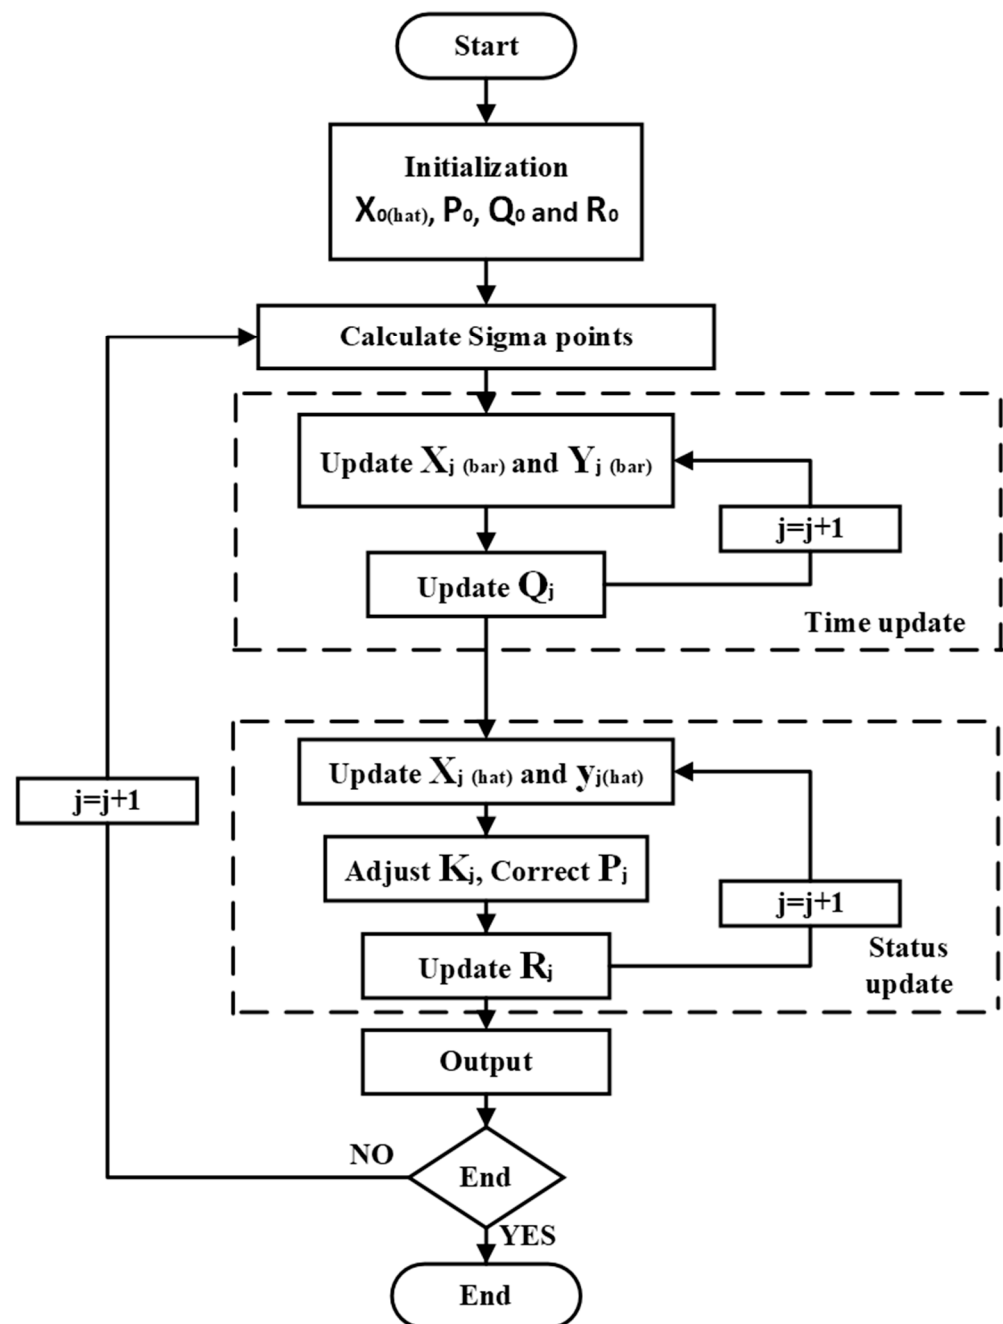 Start
Initialization
X₀(hat), P₀, Q₀ and R₀
Calculate Sigma points
Update Xⱼ (bar) and Yⱼ (bar)
j=j+1
Update Qⱼ
Time update
Update Xⱼ (hat) and yⱼ(hat)
j=j+1
Adjust Kⱼ, Correct Pⱼ
j=j+1
Update Rⱼ
Status
update
Output
NO
End
YES
End